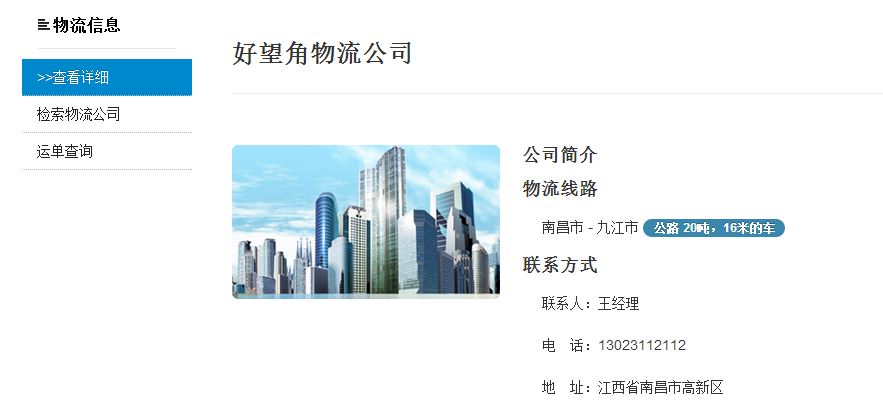 物流信息
>>查看详细
检索物流公司
运单查询
好望角物流公司
公司简介
物流线路
南昌市 - 九江市 公路 20吨，16米的车
联系方式
联系人：王经理
电　话：13023112112
地　址：江西省南昌市高新区